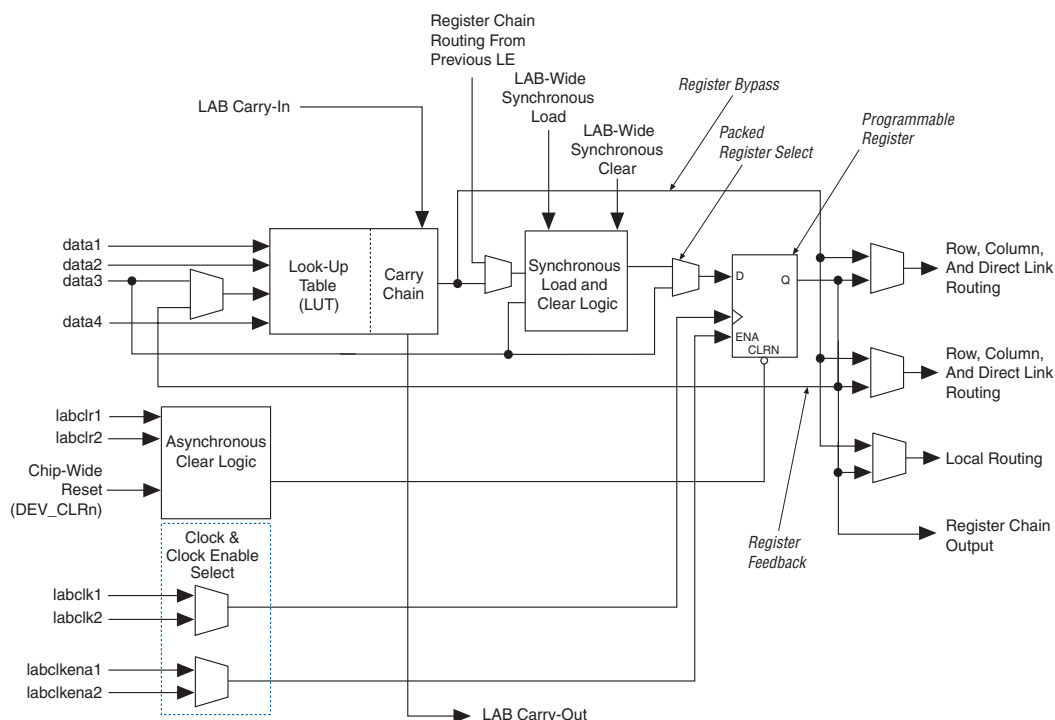 Register Chain
Routing From
Previous LE
LAB-Wide
Synchronous
Load
Register Bypass
LAB Carry-In
LAB-Wide
Synchronous
Clear
Packed
Register Select
Programmable
Register
data1
data2
data3
data4
Look-Up
Table
(LUT)
Carry
Chain
Synchronous
Load and
Clear Logic
D
Q
ENA
CLRN
Row, Column,
And Direct Link
Routing
Row, Column,
And Direct Link
Routing
labclr1
labclr2
Chip-Wide
Reset
(DEV_CLRn)
Asynchronous
Clear Logic
Local Routing
Register Chain
Output
Register
Feedback
Clock &
Clock Enable
Select
labclk1
labclk2
labclkena1
labclkena2
LAB Carry-Out